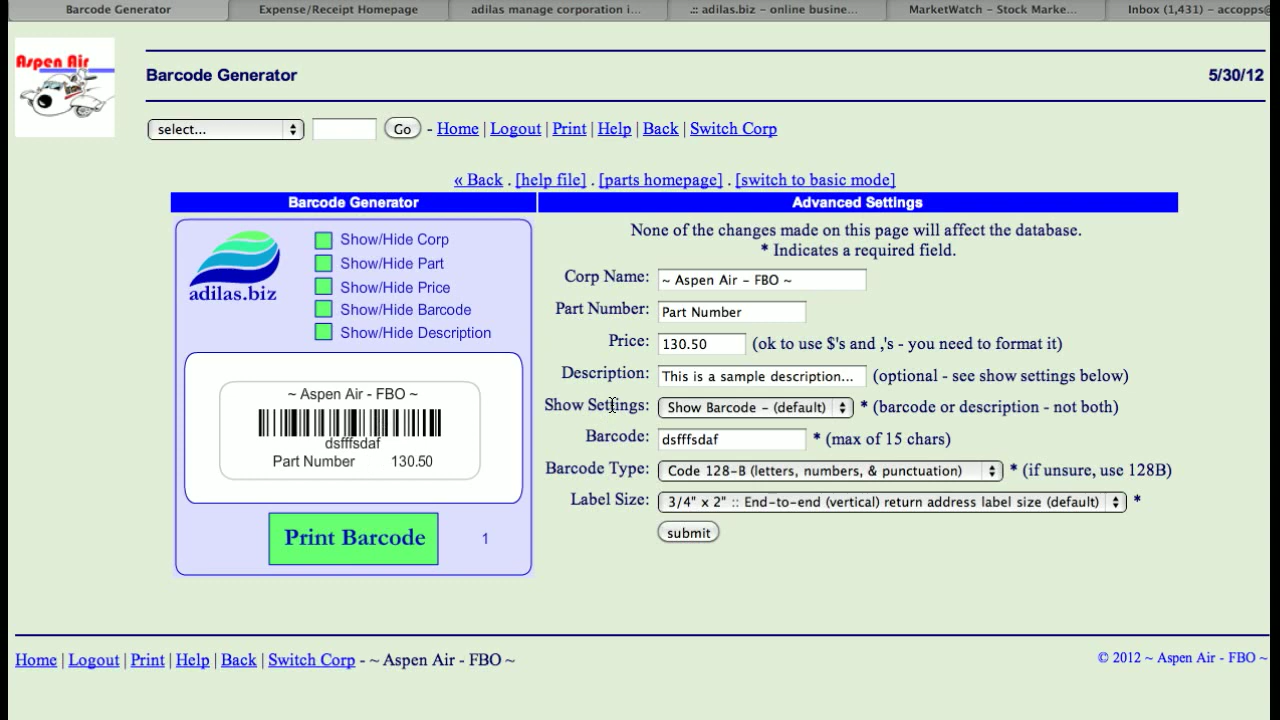 Barcode Generator Expense/Receipt Homepage adilas manage corporation i... .:: adilas.biz - online busine... MarketWatch - Stock Marke... Inbox (1,431) - accopps@
Aspen Air
Barcode Generator 5/30/12
select... Go - Home | Logout | Print | Help | Back | Switch Corp
« Back . [help file] . [parts homepage] . [switch to basic mode]
Barcode Generator
adilas.biz
Show/Hide Corp
Show/Hide Part
Show/Hide Price
Show/Hide Barcode
Show/Hide Description
~ Aspen Air - FBO ~
dsfffsdaf
Part Number 130.50
Print Barcode 1
Advanced Settings
None of the changes made on this page will affect the database.
* Indicates a required field.
Corp Name: ~ Aspen Air - FBO ~
Part Number: Part Number
Price: 130.50 (ok to use $'s and ,'s - you need to format it)
Description: This is a sample description... (optional - see show settings below)
Show Settings: Show Barcode - (default) * (barcode or description - not both)
Barcode: dsfffsdaf * (max of 15 chars)
Barcode Type: Code 128-B (letters, numbers, & punctuation) * (if unsure, use 128B)
Label Size: 3/4" x 2" :: End-to-end (vertical) return address label size (default) *
submit
Home | Logout | Print | Help | Back | Switch Corp - ~ Aspen Air - FBO ~ © 2012 ~ Aspen Air - FBO ~